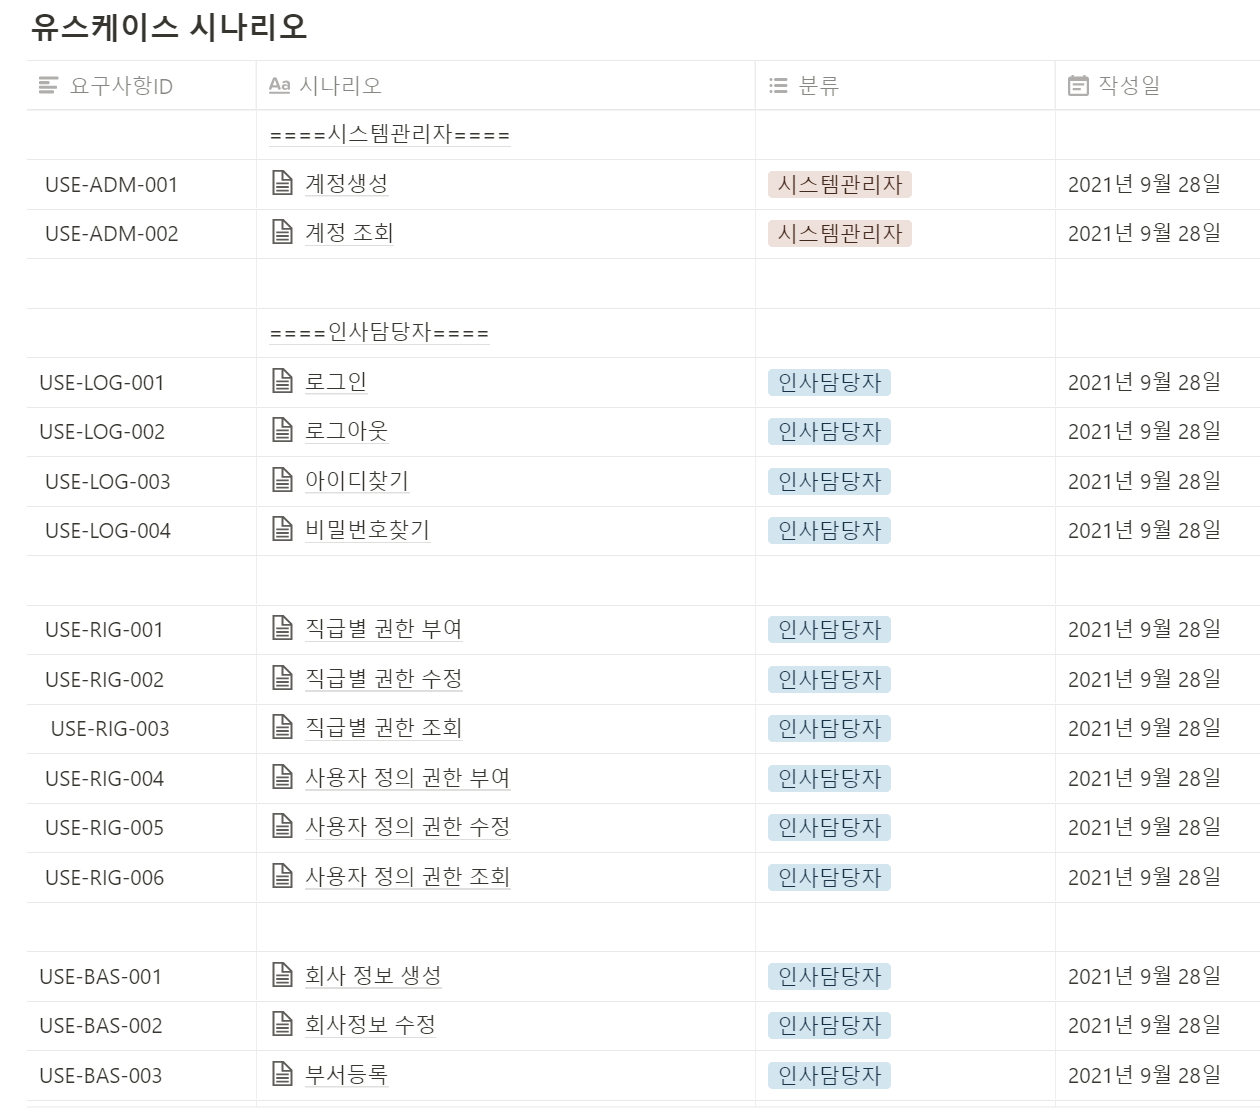 유스케이스 시나리오
요구사항ID Aa 시나리오 분류 작성일
====시스템관리자====
USE-ADM-001 계정생성 시스템관리자 2021년 9월 28일
USE-ADM-002 계정 조회 시스템관리자 2021년 9월 28일
====인사담당자====
USE-LOG-001 로그인 인사담당자 2021년 9월 28일
USE-LOG-002 로그아웃 인사담당자 2021년 9월 28일
USE-LOG-003 아이디찾기 인사담당자 2021년 9월 28일
USE-LOG-004 비밀번호찾기 인사담당자 2021년 9월 28일
USE-RIG-001 직급별 권한 부여 인사담당자 2021년 9월 28일
USE-RIG-002 직급별 권한 수정 인사담당자 2021년 9월 28일
USE-RIG-003 직급별 권한 조회 인사담당자 2021년 9월 28일
USE-RIG-004 사용자 정의 권한 부여 인사담당자 2021년 9월 28일
USE-RIG-005 사용자 정의 권한 수정 인사담당자 2021년 9월 28일
USE-RIG-006 사용자 정의 권한 조회 인사담당자 2021년 9월 28일
USE-BAS-001 회사 정보 생성 인사담당자 2021년 9월 28일
USE-BAS-002 회사정보 수정 인사담당자 2021년 9월 28일
USE-BAS-003 부서등록 인사담당자 2021년 9월 28일